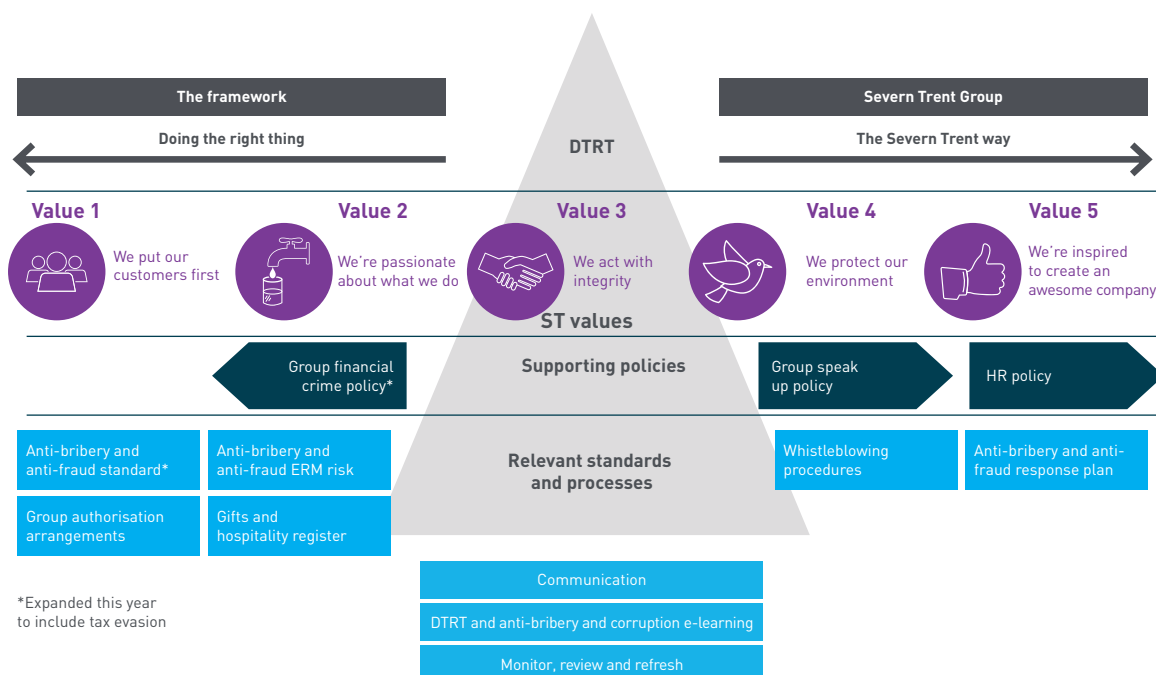 The framework
Severn Trent Group
Doing the right thing
DTRT
The Severn Trent way
Value 1
We put our
customers first
Value 2
We’re passionate
about what we do
Value 3
We act with
integrity
Value 4
We protect our
environment
Value 5
We’re inspired
to create an
awesome company
ST values
Group financial
crime policy*
Supporting policies
Group speak
up policy
HR policy
Anti-bribery and
anti-fraud standard*
Anti-bribery and
anti-fraud ERM risk
Relevant standards
and processes
Whistleblowing
procedures
Anti-bribery and anti-
fraud response plan
Group authorisation
arrangements
Gifts and
hospitality register
Communication
DTRT and anti-bribery and corruption e-learning
Monitor, review and refresh
*Expanded this year
to include tax evasion